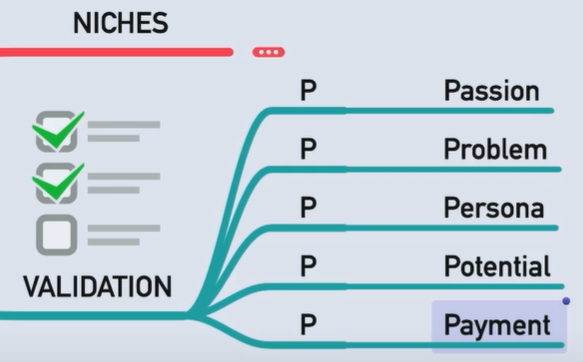 NICHES
P Passion
P Problem
P Persona
P Potential
VALIDATION
P Payment